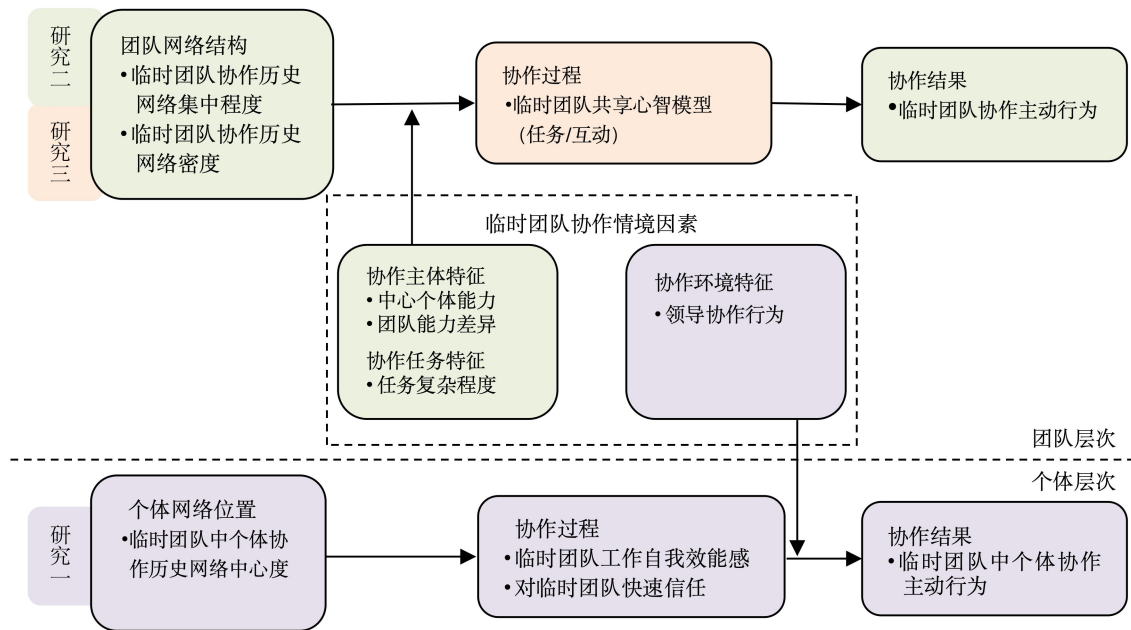 研究二
团队网络结构
•临时团队协作历史
网络集中程度
•临时团队协作历史
网络密度
研究三
协作过程
•临时团队共享心智模型
(任务/互动)
协作结果
•临时团队协作主动行为
临时团队协作情境因素
协作主体特征
•中心个体能力
•团队能力差异
协作任务特征
•任务复杂程度
协作环境特征
•领导协作行为
团队层次
个体层次
研究一
个体网络位置
•临时团队中个体协
作历史网络中心度
协作过程
•临时团队工作自我效能感
•对临时团队快速信任
协作结果
•临时团队中个体协作
主动行为